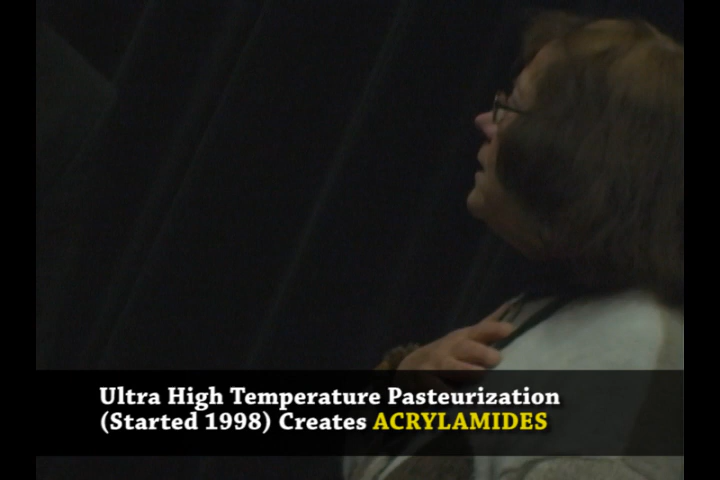 Ultra High Temperature Pasteurization
(Started 1998) Creates ACRYLAMIDES